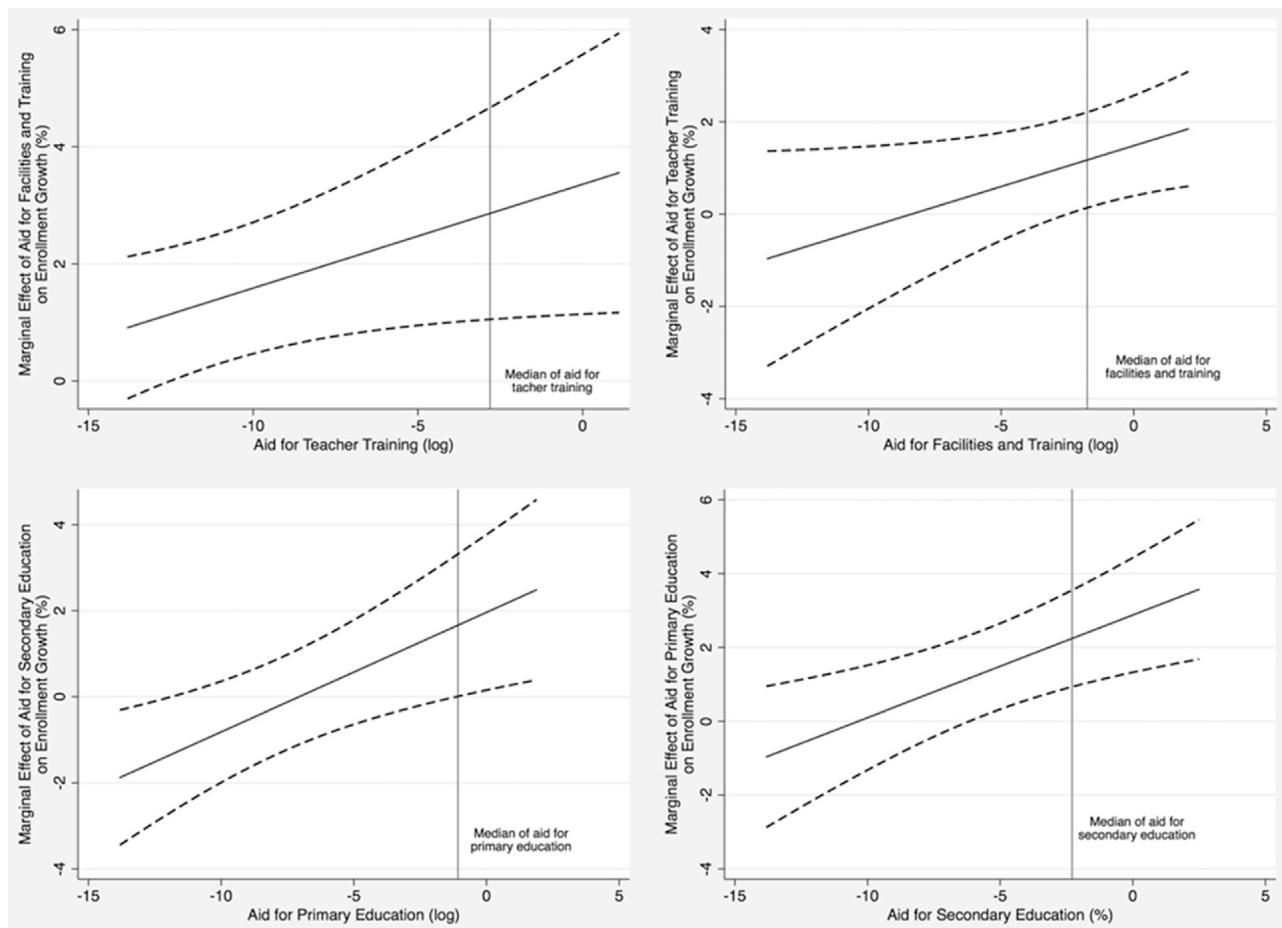 Marginal Effect of Aid for Facilities and Training
on Enrollment Growth (%)
6
4
2
0
Median of aid for
tacher training
-15
-10
-5
0
Aid for Teacher Training (log)
Marginal Effect of Aid for Teacher Training
on Enrollment Growth (%)
4
2
0
-2
-4
Median of aid for
facilities and training
-15
-10
-5
0
5
Aid for Facilities and Training (log)
Marginal Effect of Aid for Secondary Education
on Enrollment Growth (%)
4
2
0
-2
-4
Median of aid for
primary education
-15
-10
-5
0
5
Aid for Primary Education (log)
Marginal Effect of Aid for Primary Education
on Enrollment Growth (%)
6
4
2
0
-2
-4
Median of aid for
secondary education
-15
-10
-5
0
5
Aid for Secondary Education (%)